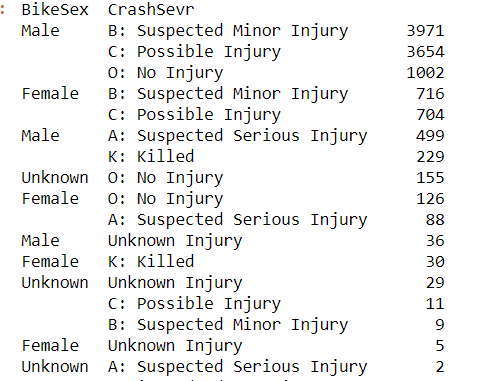 : BikeSex CrashSevr
Male B: Suspected Minor Injury 3971
C: Possible Injury 3654
O: No Injury 1002
Female B: Suspected Minor Injury 716
C: Possible Injury 704
Male A: Suspected Serious Injury 499
K: Killed 229
Unknown O: No Injury 155
Female O: No Injury 126
A: Suspected Serious Injury 88
Male Unknown Injury 36
Female K: Killed 30
Unknown Unknown Injury 29
C: Possible Injury 11
B: Suspected Minor Injury 9
Female Unknown Injury 5
Unknown A: Suspected Serious Injury 2